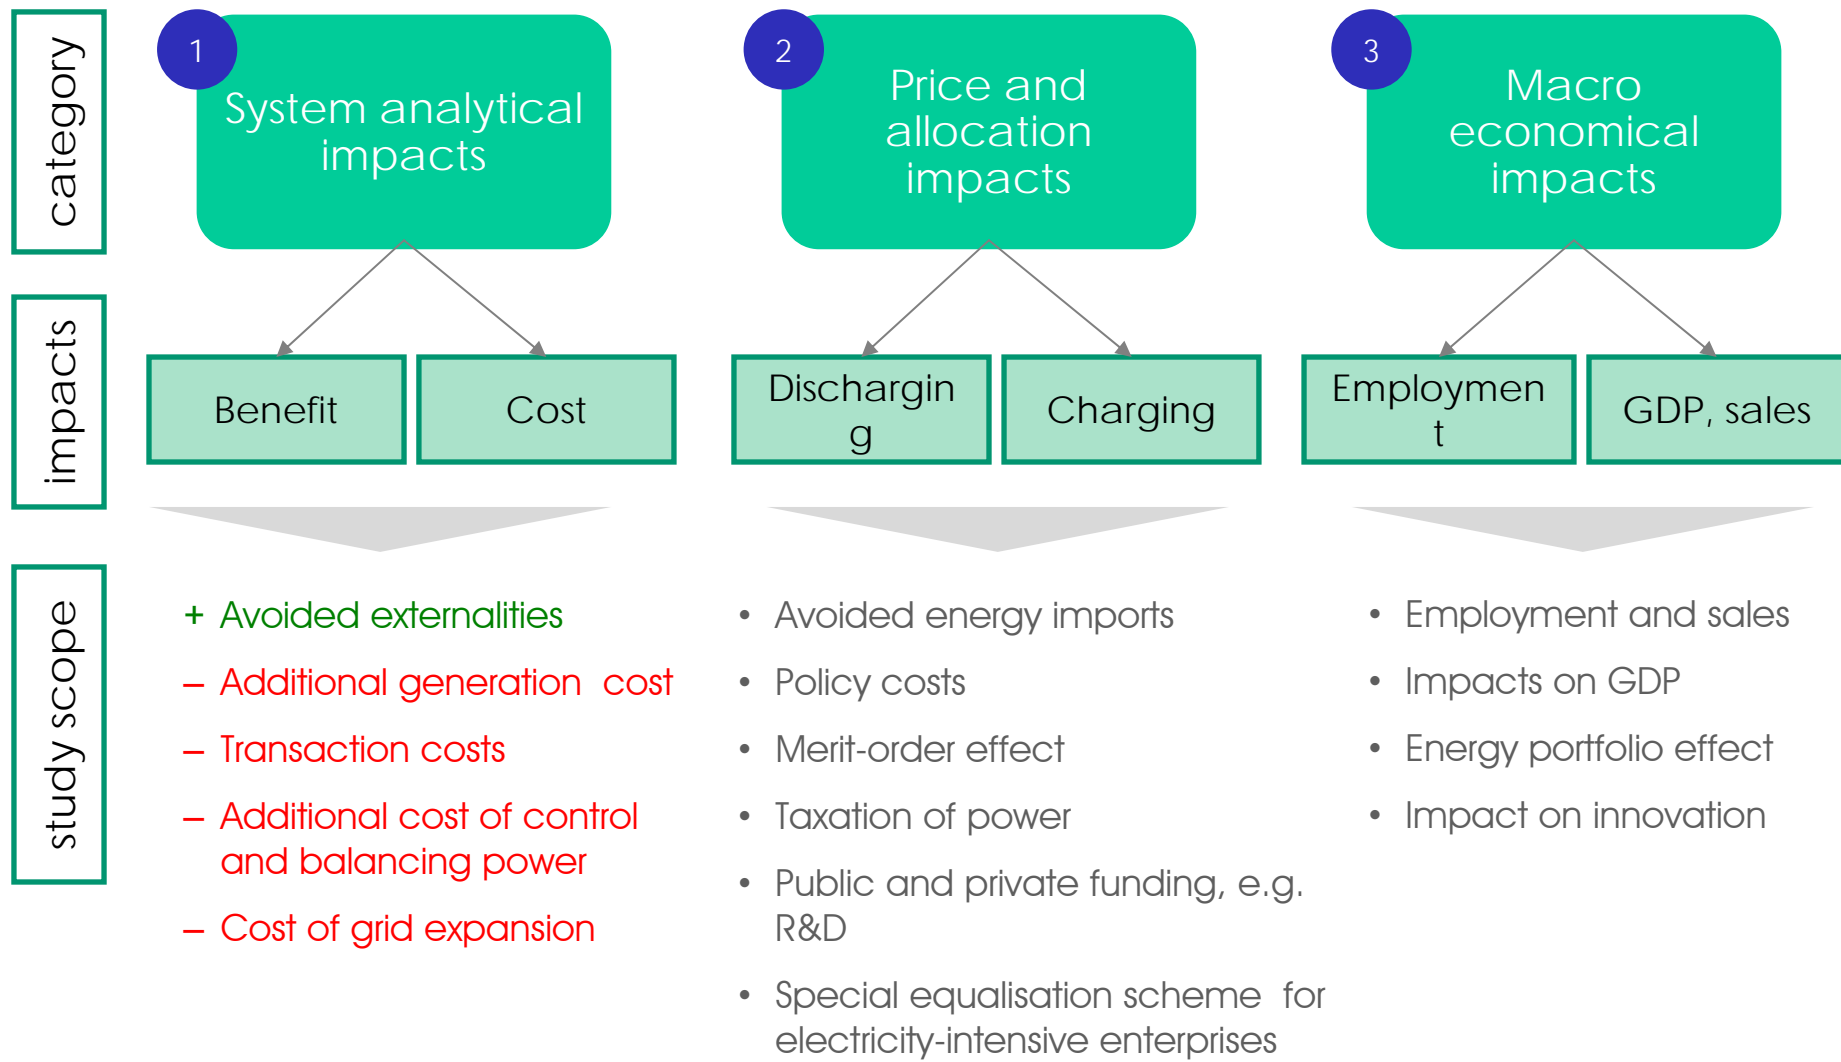 category
1
System analytical
impacts
2
Price and
allocation
impacts
3
Macro
economical
impacts
impacts
Benefit
Cost
Dischargin
g
Charging
Employmen
t
GDP, sales
study scope
+ Avoided externalities
– Additional generation cost
– Transaction costs
– Additional cost of control
and balancing power
– Cost of grid expansion
• Avoided energy imports
• Policy costs
• Merit-order effect
• Taxation of power
• Public and private funding, e.g.
R&D
• Special equalisation scheme for
electricity-intensive enterprises
• Employment and sales
• Impacts on GDP
• Energy portfolio effect
• Impact on innovation